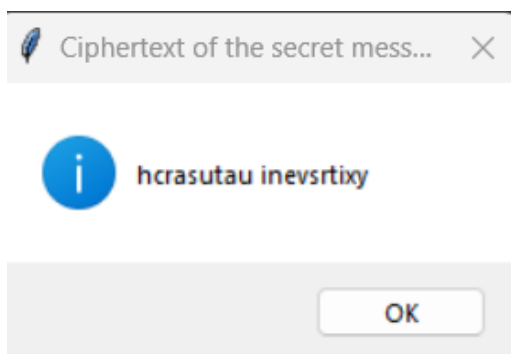 Ciphertext of the secret mess...
hcrasutau inevsrtixy
OK